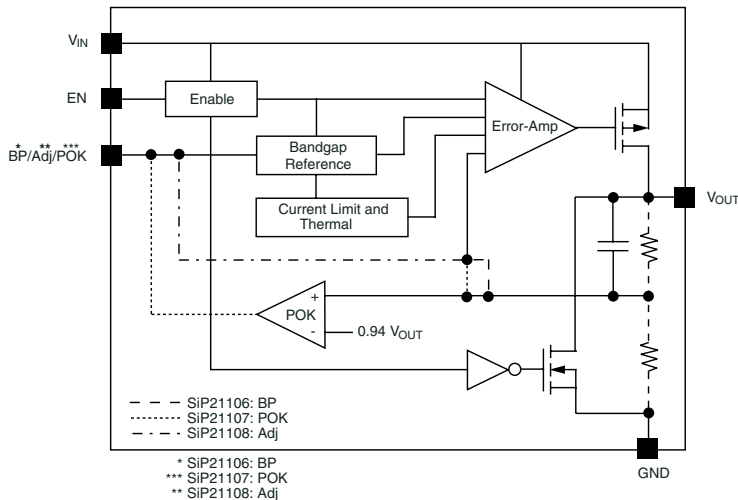 VIN
EN
Enable
Error-Amp
* ** ***
BP/Adj/POK
Bandgap
Reference
Current Limit and
Thermal
VOUT
+
POK
-
0.94 VOUT
SiP21106: BP
SiP21107: POK
SiP21108: Adj
* SiP21106: BP
*** SiP21107: POK
** SiP21108: Adj
GND